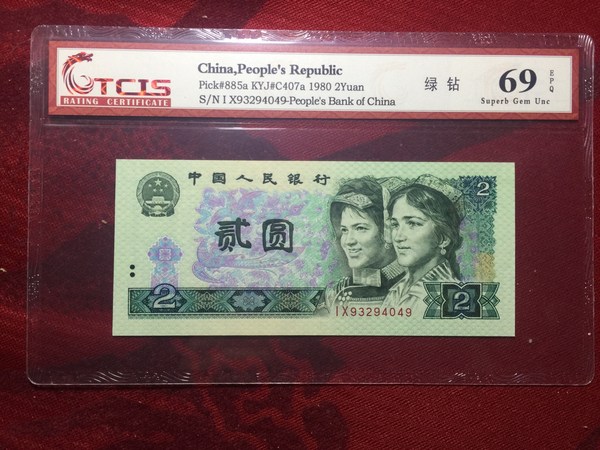 TCIS
RATING CERTIFICATE
China,People's Republic
Pick#885a KYJ#C407a 1980 2Yuan
S/N I X93294049-People's Bank of China
绿钻
69
EPQ
Superb Gem Unc
中国人民银行
2
贰圆
2
2
IX93294049